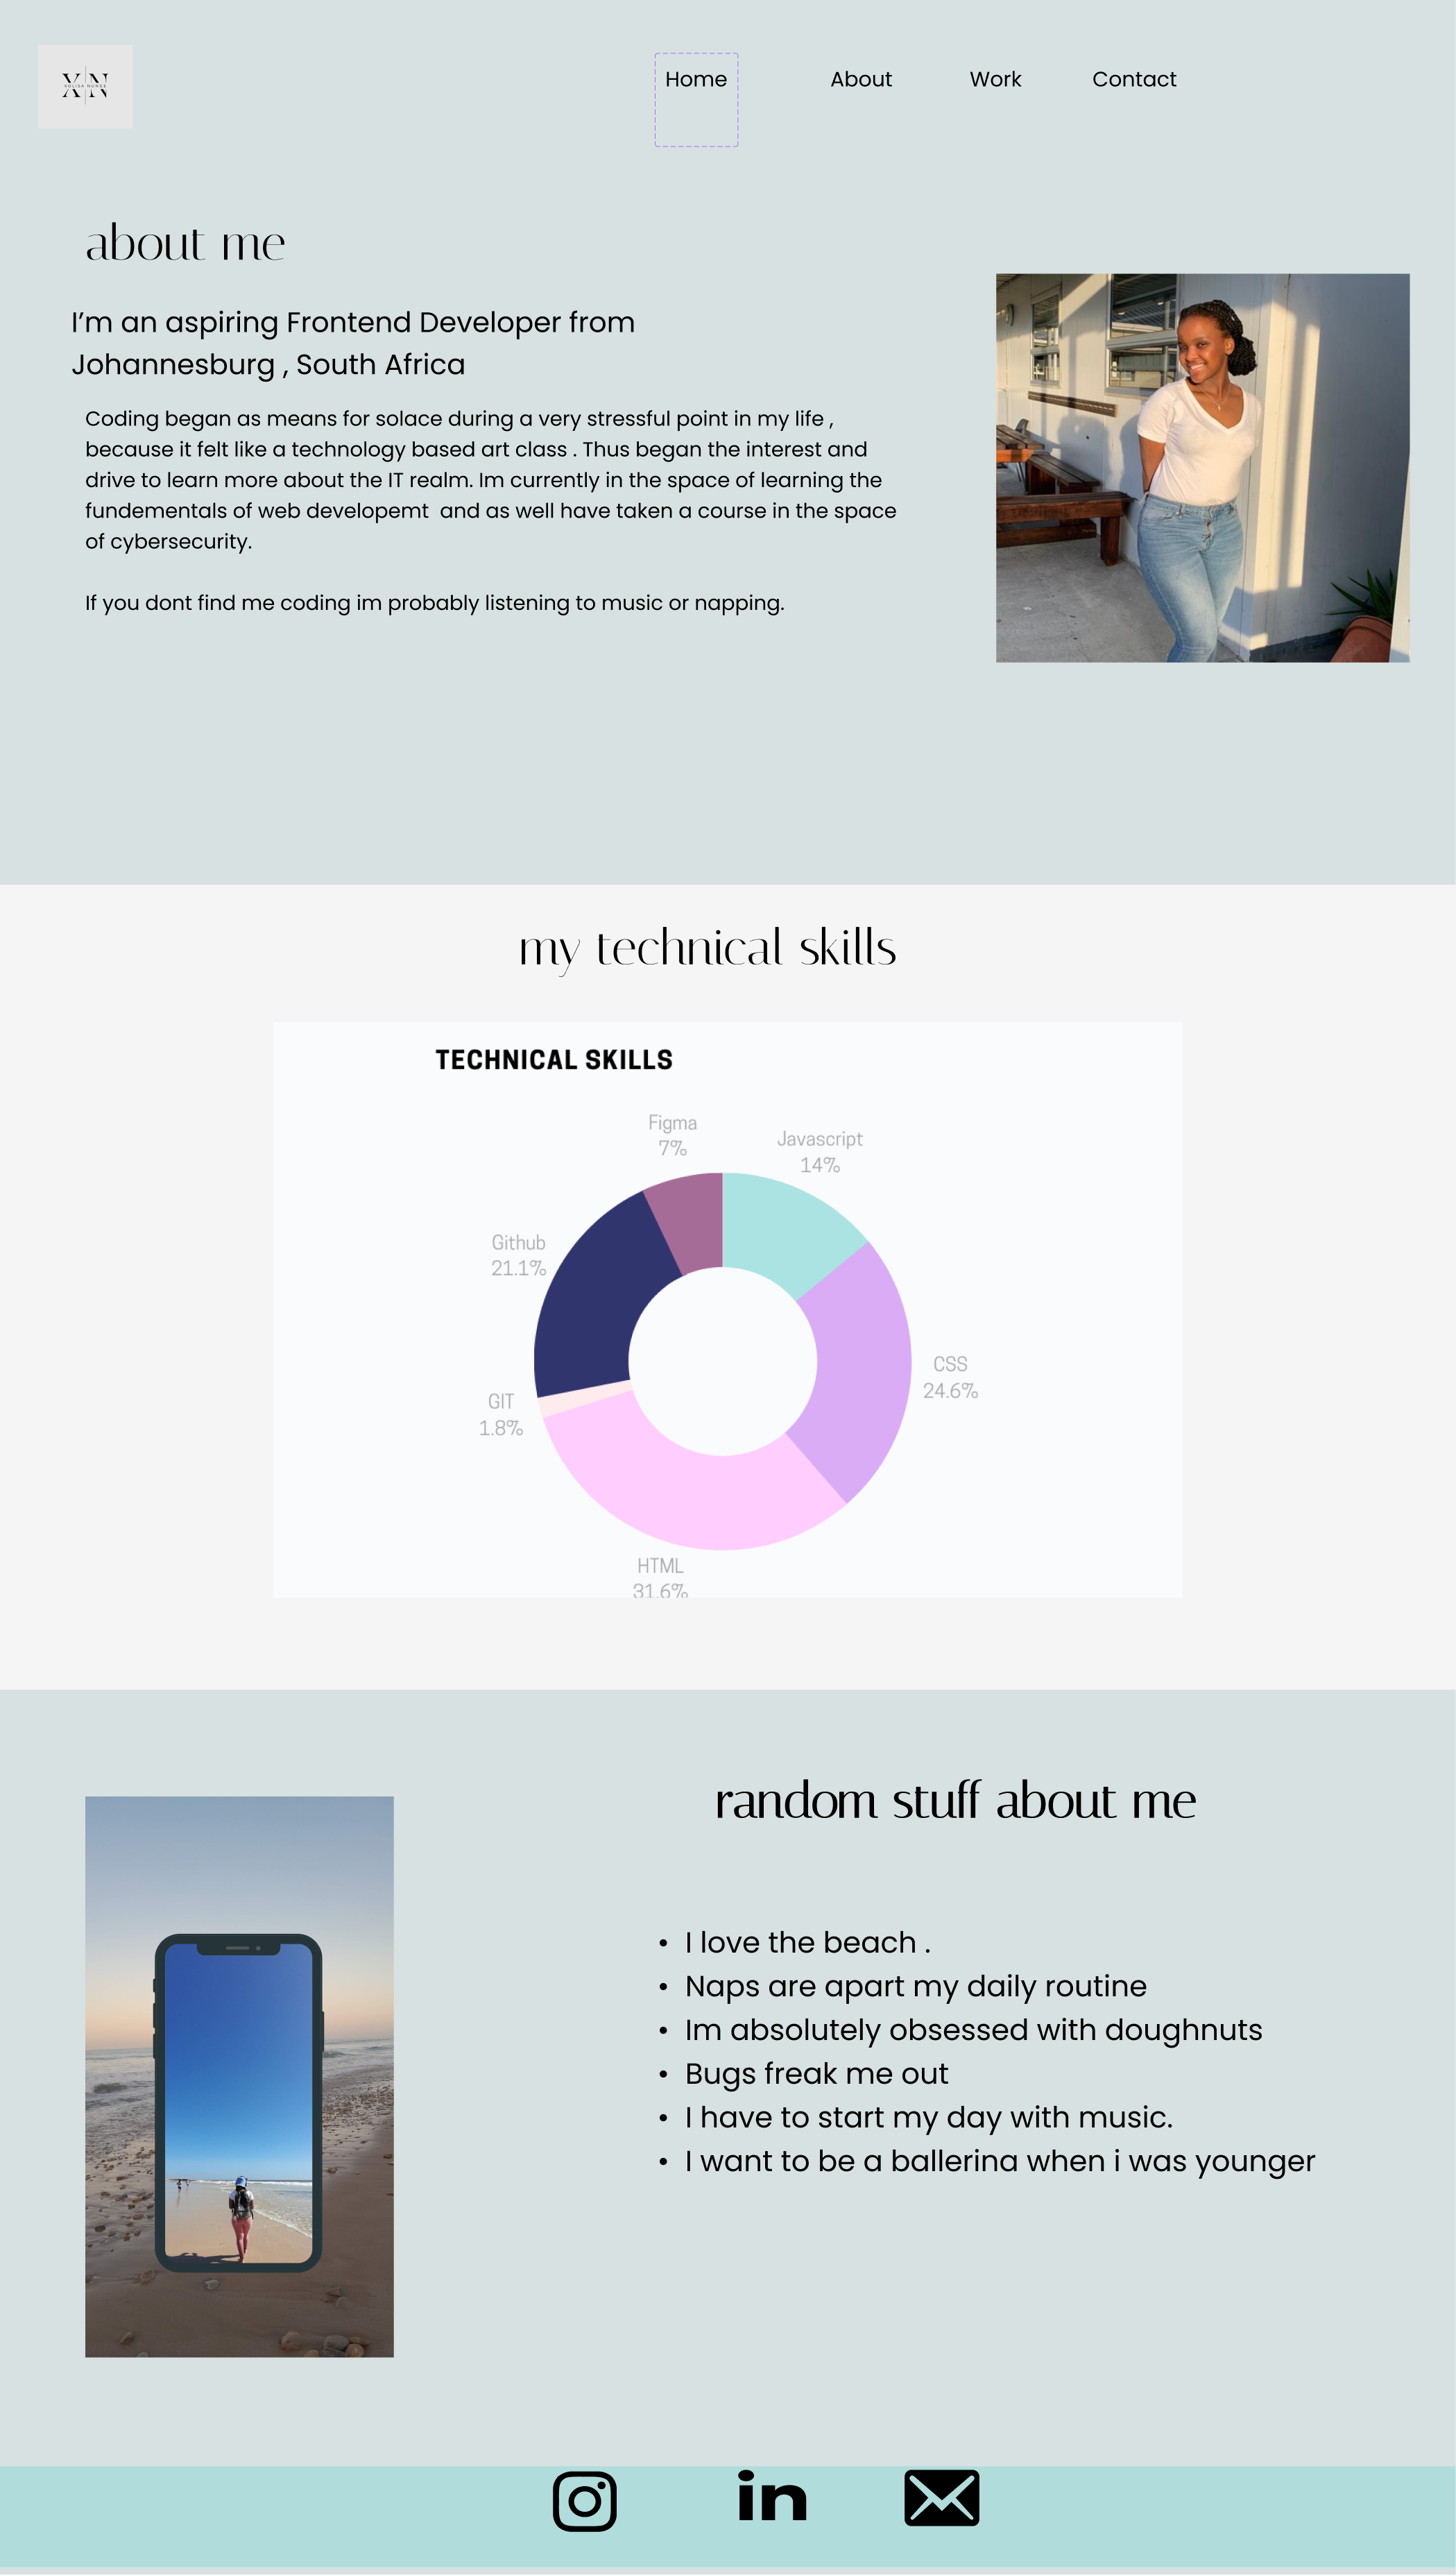 X N
XOLISA NUNUS
Home
About
Work
Contact
about me
I'm an aspiring Frontend Developer from
Johannesburg , South Africa
Coding began as means for solace during a very stressful point in my life ,
because it felt like a technology based art class . Thus began the interest and
drive to learn more about the IT realm. Im currently in the space of learning the
fundementals of web developemt  and as well have taken a course in the space
of cybersecurity.
If you dont find me coding im probably listening to music or napping.
my technical skills
TECHNICAL SKILLS
Figma
7%
Javascript
14%
Github
21.1%
CSS
24.6%
GIT
1.8%
HTML
31.6%
random stuff about me
• I love the beach .
• Naps are apart my daily routine
• Im absolutely obsessed with doughnuts
• Bugs freak me out
• I have to start my day with music.
• I want to be a ballerina when i was younger
in